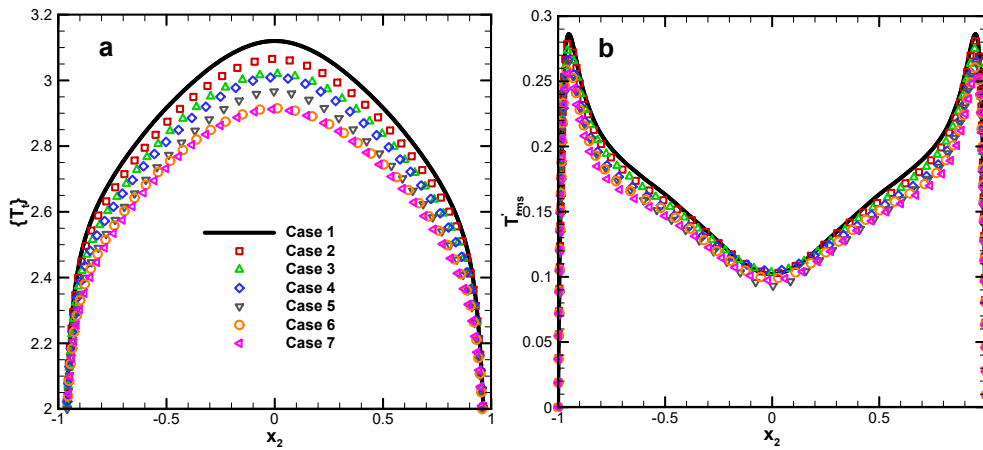 a
{T}
3.2
3
2.8
2.6
2.4
2.2
2
-1
-0.5
0
0.5
1
x2
Case 1
Case 2
Case 3
Case 4
Case 5
Case 6
Case 7
b
T'rms
0.3
0.25
0.2
0.15
0.1
0.05
0
-1
-0.5
0
0.5
x2